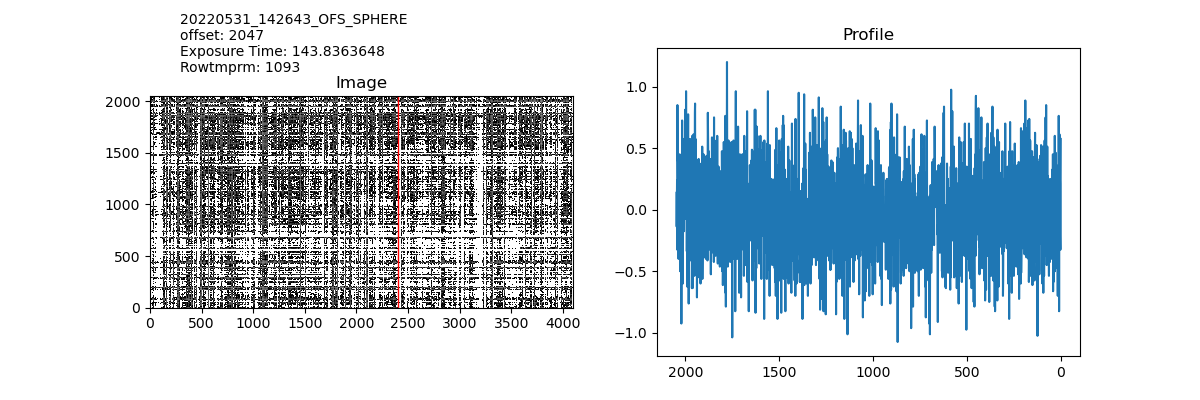 20220531_142643_OFS_SPHERE
offset: 2047
Exposure Time: 143.8363648
Rowtmprm: 1093
Image
2000
1500
1000
500
0
0 500 1000 1500 2000 2500 3000 3500 4000
Profile
1.0
0.5
0.0
−0.5
−1.0
2000 1500 1000 500 0